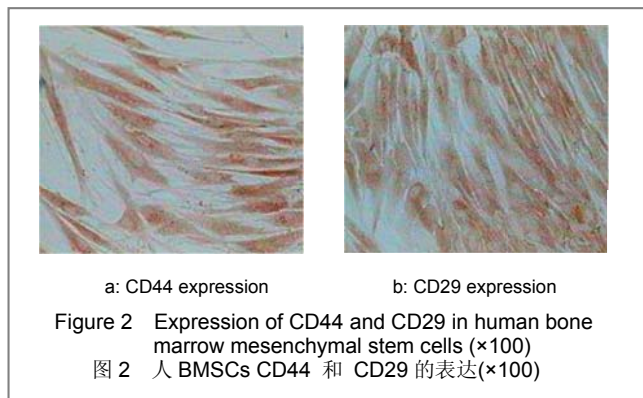 a: CD44 expression
b: CD29 expression
Figure 2 Expression of CD44 and CD29 in human bone
marrow mesenchymal stem cells (×100)
图 2 人 BMSCs CD44 和 CD29 的表达(×100)